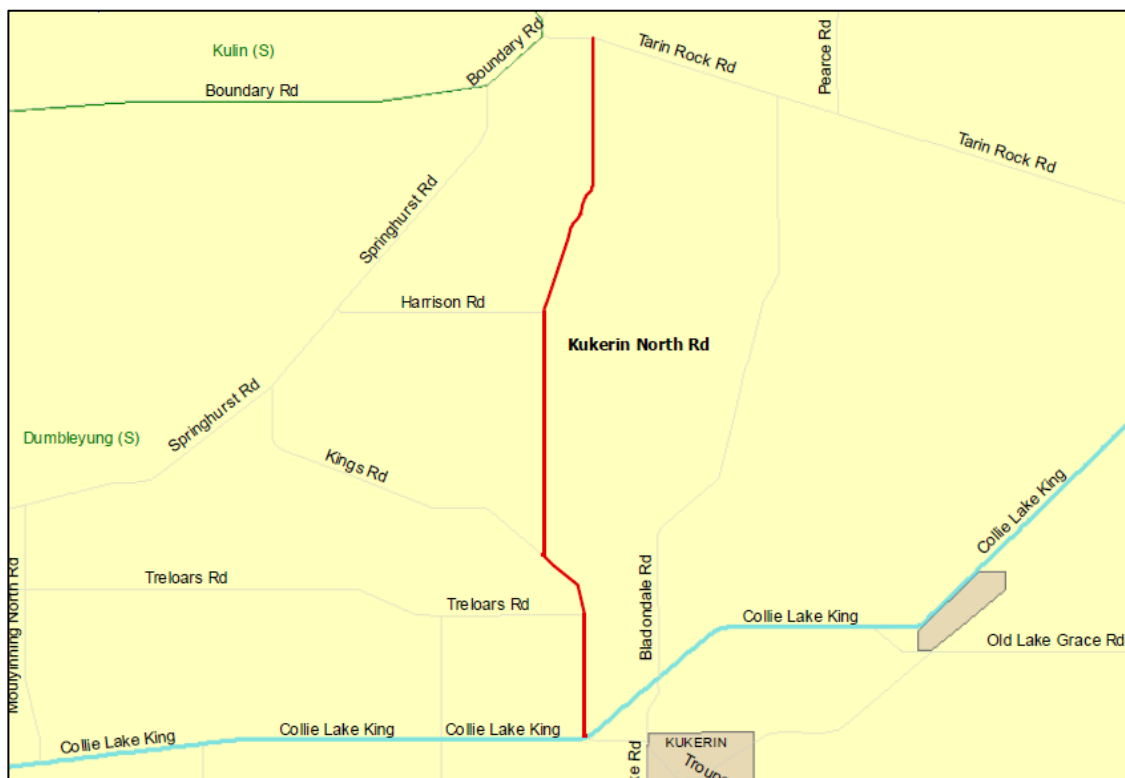 Kulin (S)
Boundary Rd
Boundary Rd
Tarin Rock Rd
Pearce Rd
Tarin Rock Rd
Springhurst Rd
Harrison Rd
Kukerin North Rd
Springhurst Rd
Dumbleyung (S)
Kings Rd
Collie Lake King
Moulyinning North Rd
Treloars Rd
Treloars Rd
Bladondale Rd
Collie Lake King
Old Lake Grace Rd
Collie Lake King
Collie Lake King
Collie Lake King
KUKERIN
Rd